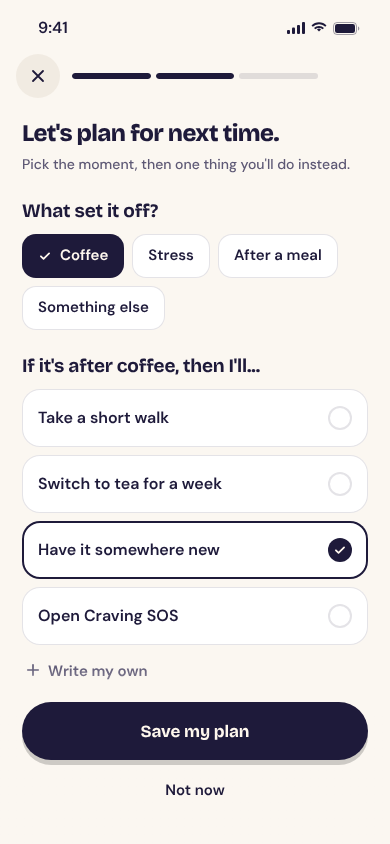 9:41
Let's plan for next time.
Pick the moment, then one thing you'll do instead.
What set it off?
Coffee
Stress
After a meal
Something else
If it's after coffee, then I'll...
Take a short walk
Switch to tea for a week
Have it somewhere new
Open Craving SOS
Write my own
Save my plan
Not now